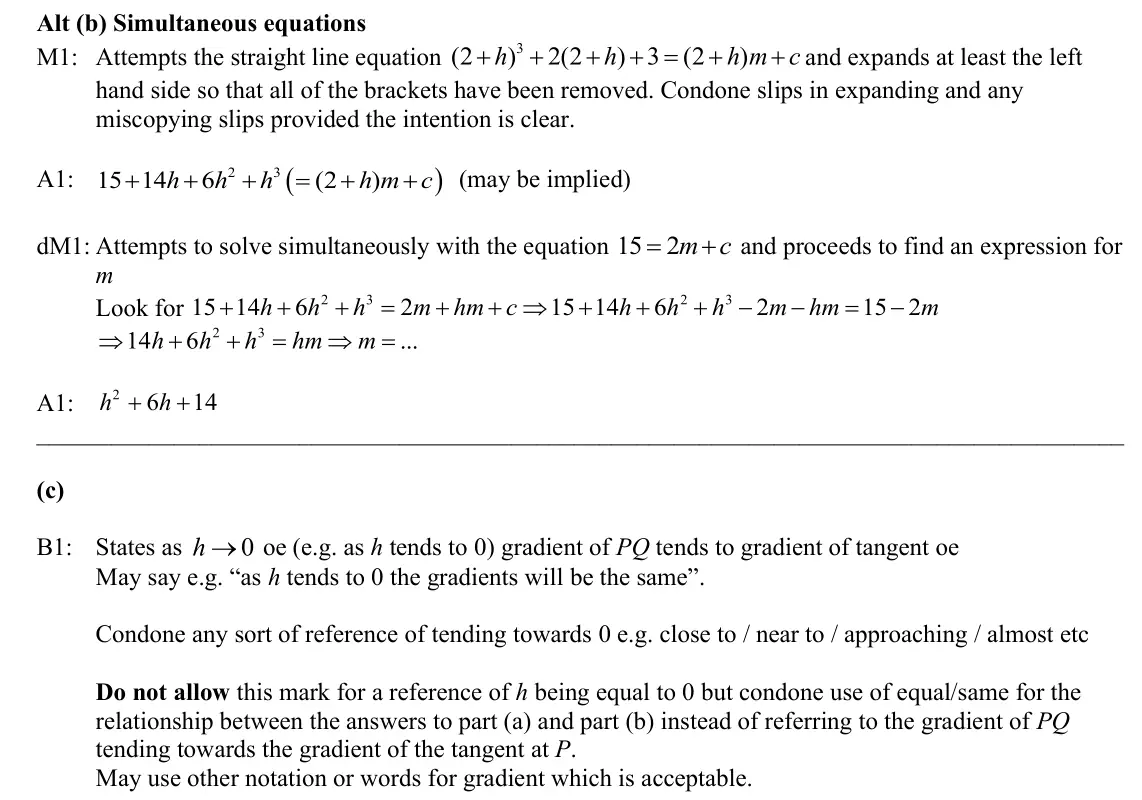 Alt (b) Simultaneous equations
M1: Attempts the straight line equation (2+h)³+2(2+h)+3=(2+h)m+c and expands at least the left
hand side so that all of the brackets have been removed. Condone slips in expanding and any
miscopying slips provided the intention is clear.
A1: 15+14h+6h²+h³(=(2+h)m+c) (may be implied)
dM1: Attempts to solve simultaneously with the equation 15=2m+c and proceeds to find an expression for
m
Look for 15+14h+6h²+h³=2m+hm+c⇒15+14h+6h²+h³−2m−hm=15−2m
⇒14h+6h²+h³=hm⇒m=...
A1: h²+6h+14
(c)
B1: States as h→0 oe (e.g. as h tends to 0) gradient of PQ tends to gradient of tangent oe
May say e.g. “as h tends to 0 the gradients will be the same”.
Condone any sort of reference of tending towards 0 e.g. close to / near to / approaching / almost etc
Do not allow this mark for a reference of h being equal to 0 but condone use of equal/same for the
relationship between the answers to part (a) and part (b) instead of referring to the gradient of PQ
tending towards the gradient of the tangent at P.
May use other notation or words for gradient which is acceptable.